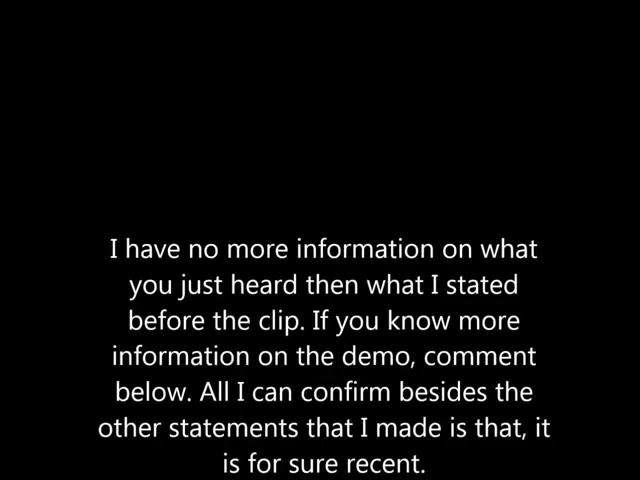 I have no more information on what
you just heard then what I stated
before the clip. If you know more
information on the demo, comment
below. All I can confirm besides the
other statements that I made is that, it
is for sure recent.